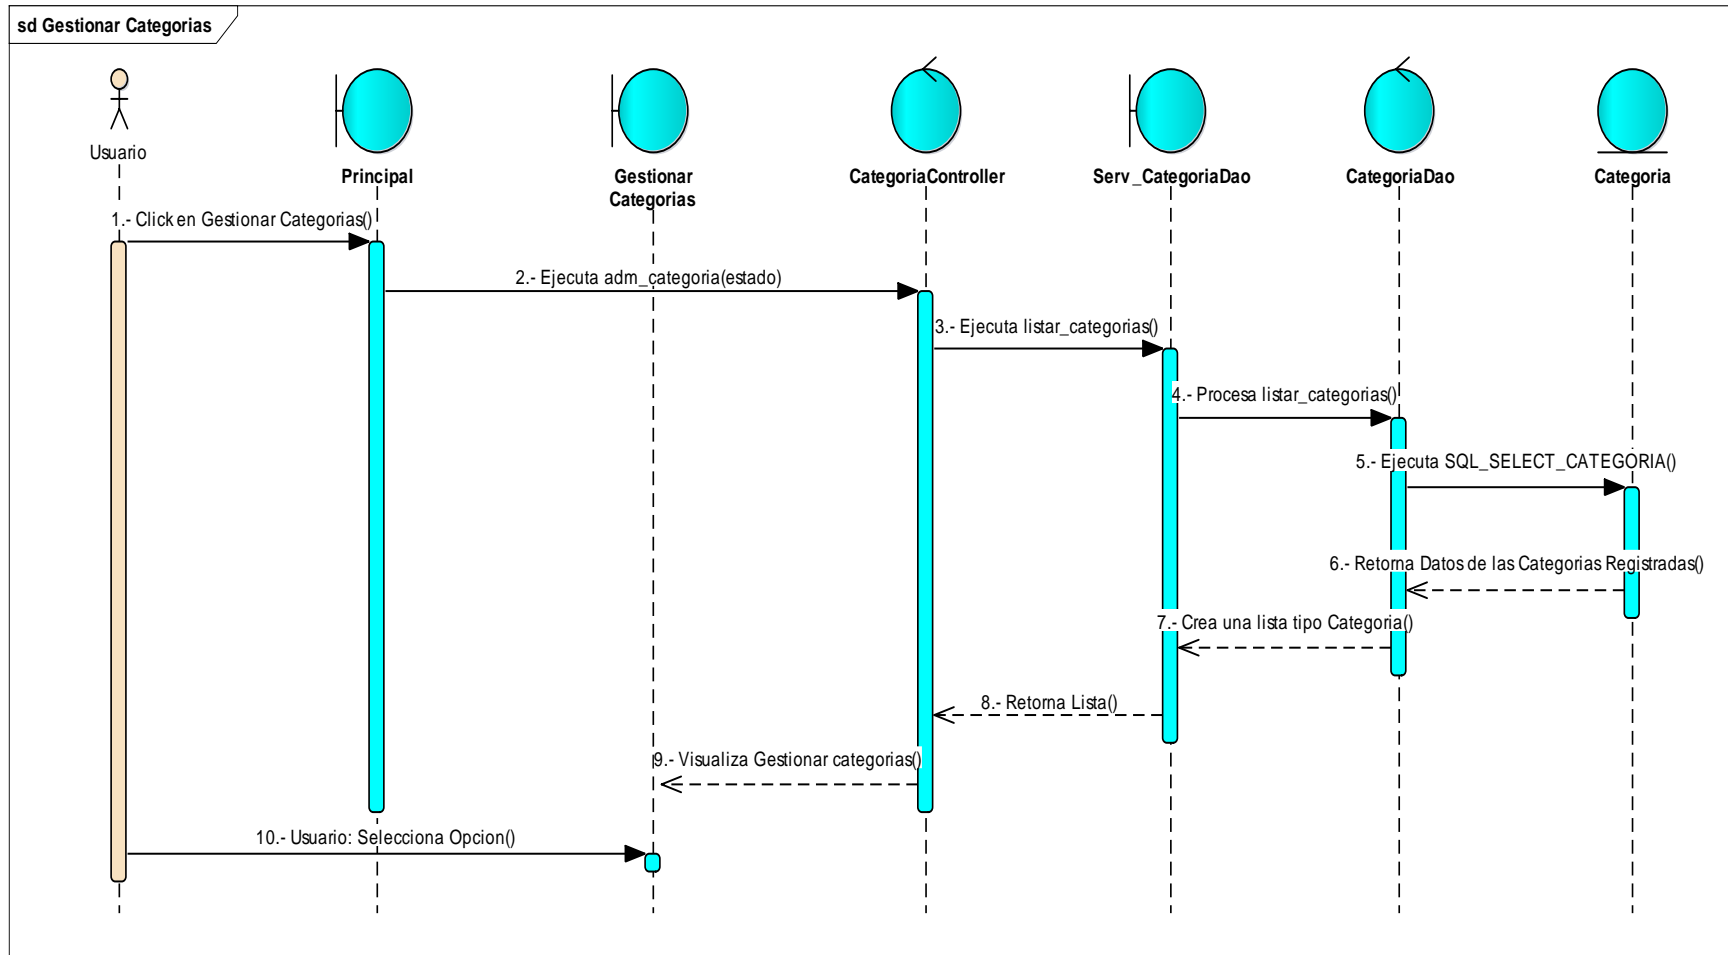 sd Gestionar Categorias
Usuario
Principal
Gestionar
Categorias
CategoriaController
Serv_CategoriaDao
CategoriaDao
Categoria
1.- Click en Gestionar Categorias()
2.- Ejecuta adm_categoria(estado)
3.- Ejecuta listar_categorias()
4.- Procesa listar_categorias()
5.- Ejecuta SQL_SELECT_CATEGORIA()
6.- Retorna Datos de las Categorias Registradas()
7.- Crea una lista tipo Categoria()
8.- Retorna Lista()
9.- Visualiza Gestionar categorias()
10.- Usuario: Selecciona Opcion()